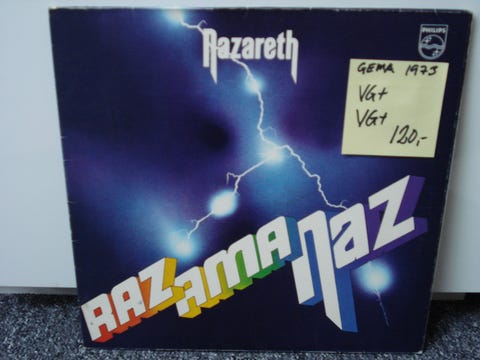 Nazareth
PHILIPS
GEMA 1973
VG+
VG+
120,-
RAZAMANAZ